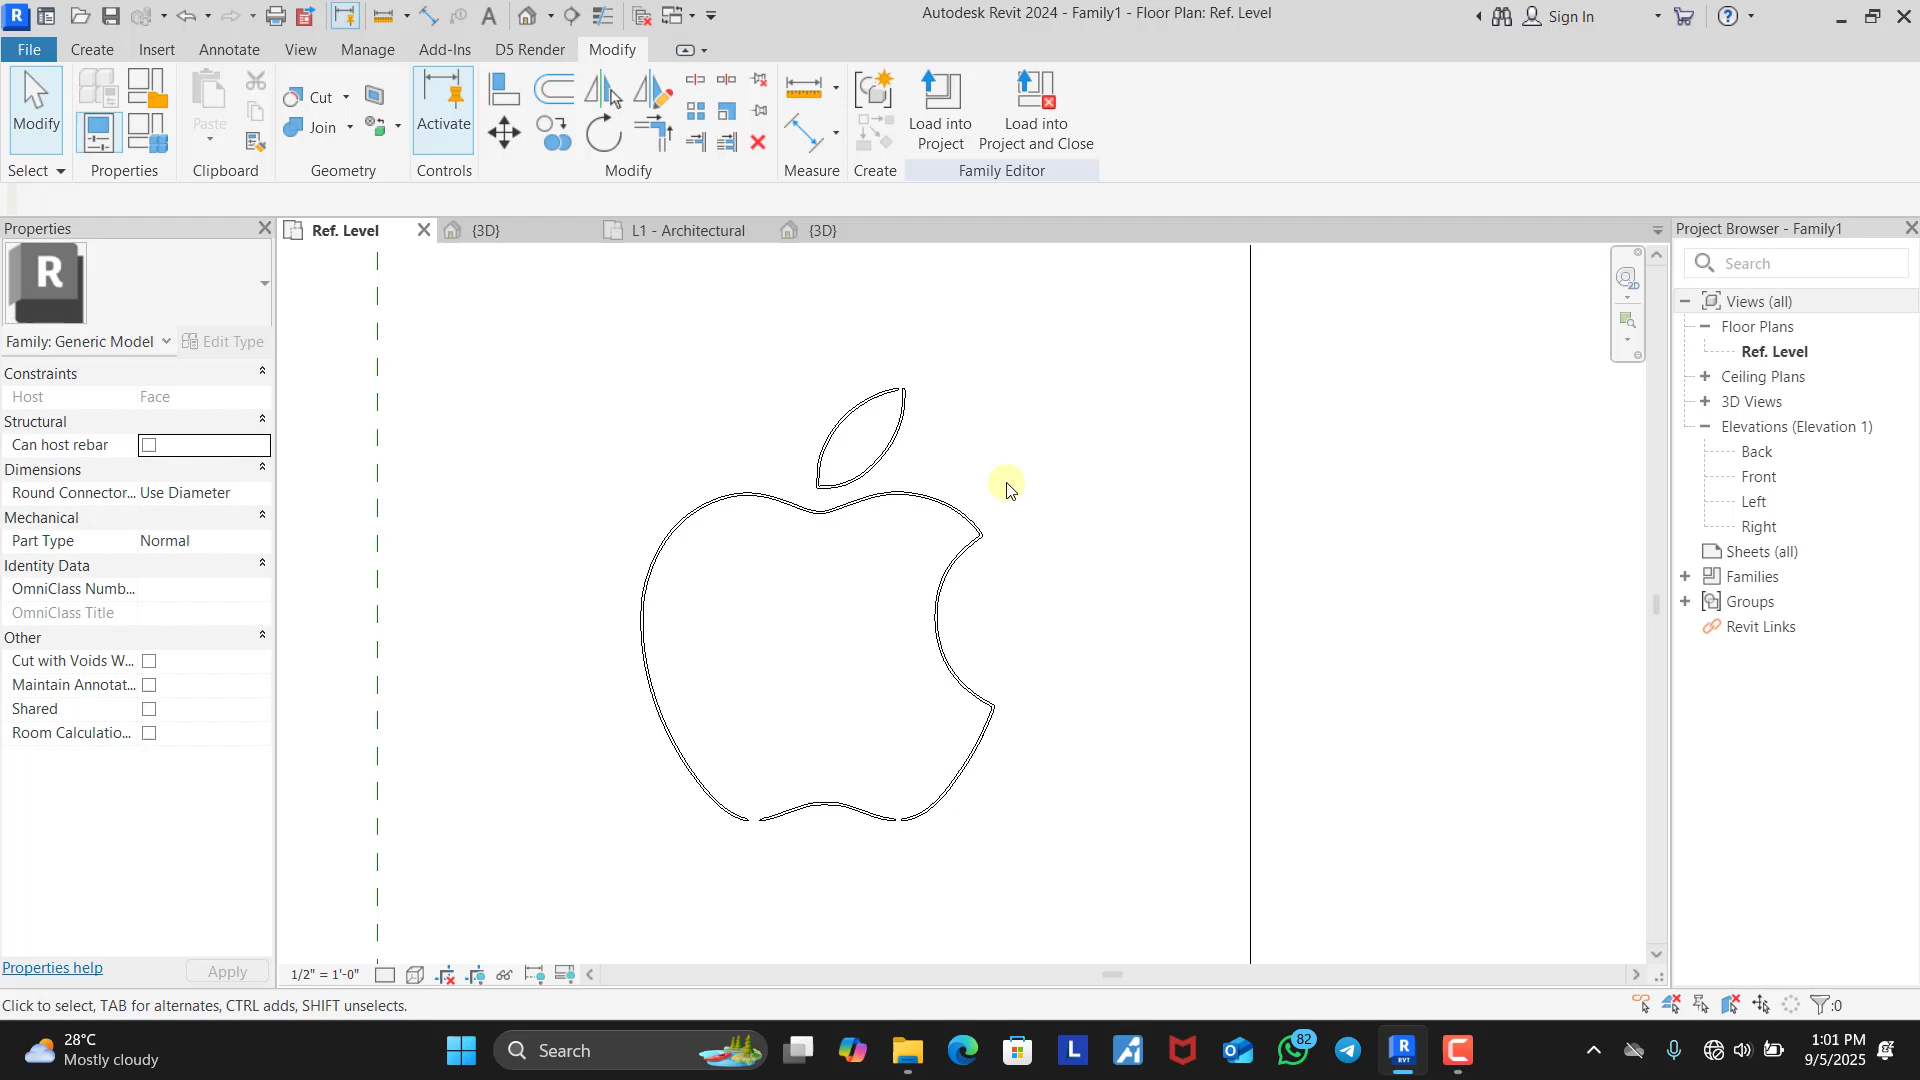 Autodesk Revit 2024 - Family1 - Floor Plan: Ref. Level
Sign In
File
Create
Insert
Annotate
View
Manage
Add-Ins
D5 Render
Modify
Modify
Paste
Cut
Join
Activate
Load into
Project
Load into
Project and Close
Select
Properties
Clipboard
Geometry
Controls
Modify
Measure
Create
Family Editor
Properties
Ref. Level
{3D}
L1 - Architectural
{3D}
Project Browser - Family1
R
Family: Generic Model
Edit Type
Constraints
Host
Face
Structural
Can host rebar
Dimensions
Round Connector...
Use Diameter
Mechanical
Part Type
Normal
Identity Data
OmniClass Numb...
OmniClass Title
Other
Cut with Voids W...
Maintain Annotat...
Shared
Room Calculatio...
Properties help
Apply
2D
Search
Views (all)
Floor Plans
Ref. Level
Ceiling Plans
3D Views
Elevations (Elevation 1)
Back
Front
Left
Right
Sheets (all)
Families
Groups
Revit Links
1/2" = 1'-0"
Click to select, TAB for alternates, CTRL adds, SHIFT unselects.
:0
28°C
Mostly cloudy
Search
L
82
R
RVT
1:01 PM
9/5/2025